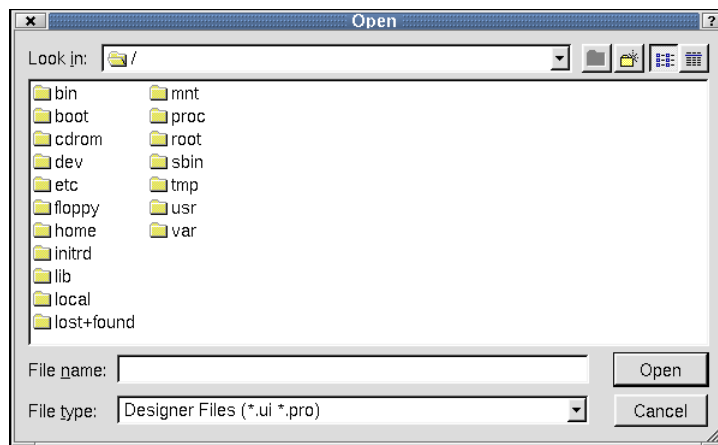 Open
Look in: /
bin
boot
cdrom
dev
etc
floppy
home
initrd
lib
local
lost+found
mnt
proc
root
sbin
tmp
usr
var
File name:
Open
File type: Designer Files (*.ui *.pro)
Cancel